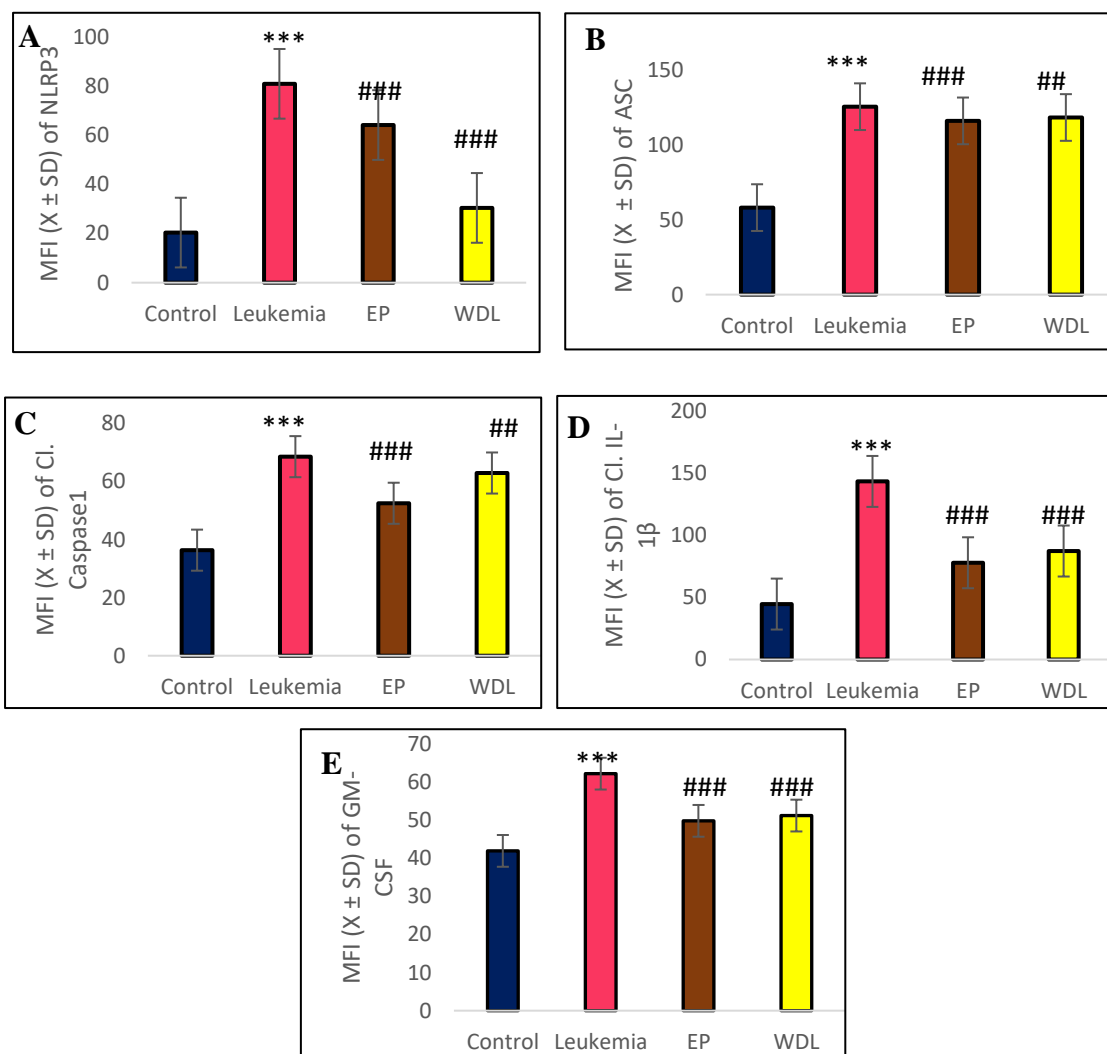 A
MFI (X ± SD) of NLRP3
100
80
60
40
20
0
***
###
###
Control Leukemia EP WDL
B
MFI (X ± SD) of ASC
150
100
50
0
***
###
##
Control Leukemia EP WDL
C
MFI (X ± SD) of Cl.
Caspase1
80
60
40
20
0
***
###
##
Control Leukemia EP WDL
D
MFI (X ± SD) of Cl. IL-
1β
200
150
100
50
0
***
###
###
Control Leukemia EP WDL
E
MFI (X ± SD) of GM-
CSF
70
60
50
40
30
20
10
0
***
###
###
Control Leukemia EP WDL